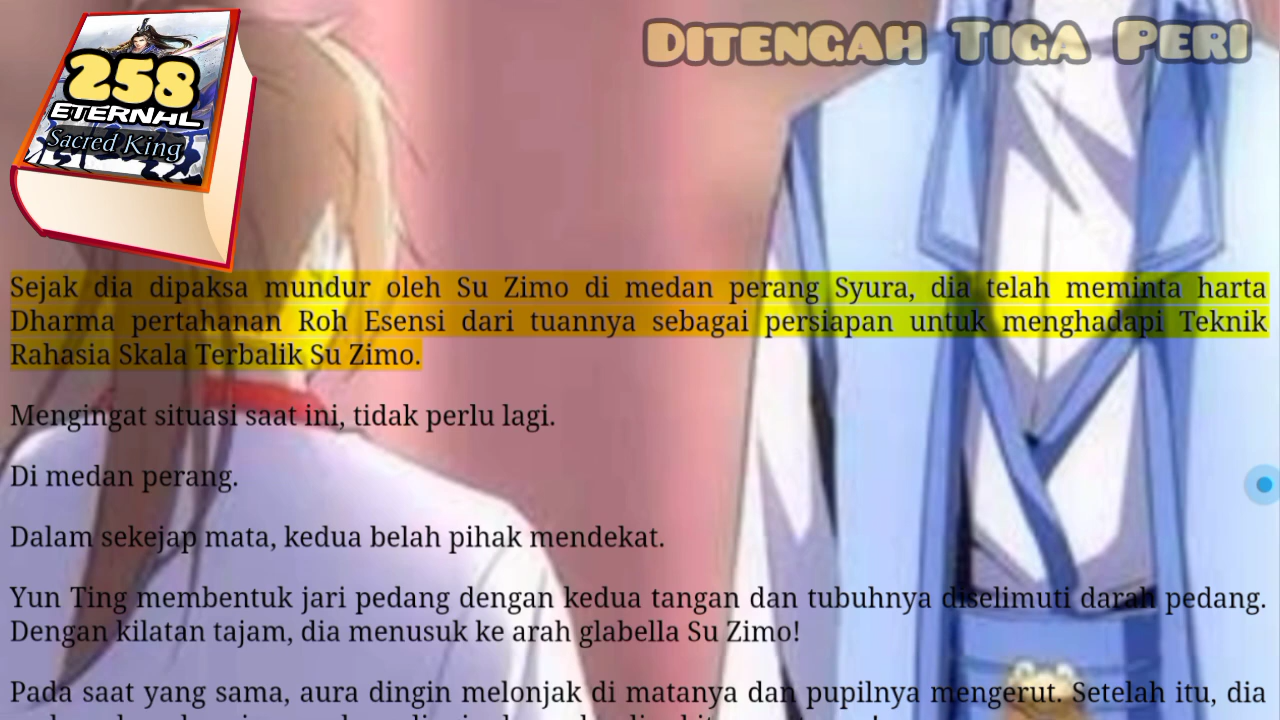 DITENGAH TIGA PERI
258
ETERNAL
Sacred King
Sejak dia dipaksa mundur oleh Su Zimo di medan perang Syura, dia telah meminta harta
Dharma pertahanan Roh Esensi dari tuannya sebagai persiapan untuk menghadapi Teknik
Rahasia Skala Terbalik Su Zimo.
Mengingat situasi saat ini, tidak perlu lagi.
Di medan perang.
Dalam sekejap mata, kedua belah pihak mendekat.
Yun Ting membentuk jari pedang dengan kedua tangan dan tubuhnya diselimuti darah pedang.
Dengan kilatan tajam, dia menusuk ke arah glabella Su Zimo!
Pada saat yang sama, aura dingin melonjak di matanya dan pupilnya mengerut. Setelah itu, dia